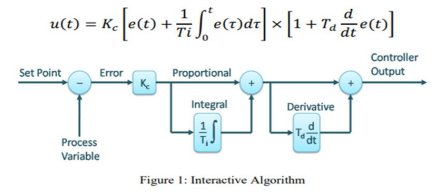 u(t) = K_c [e(t) + 1/Ti ∫_0^t e(τ)dτ] × [1 + T_d d/dt e(t)]
Controller
Output
Set Point
Error
Proportional
−
K_c
+
+
Integral
Derivative
1/T_i ∫
T_d d/dt
Process
Variable
Figure 1: Interactive Algorithm